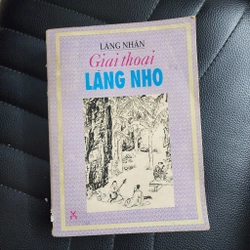 LÃNG NHÂN
Giai thoại
LÀNG NHO